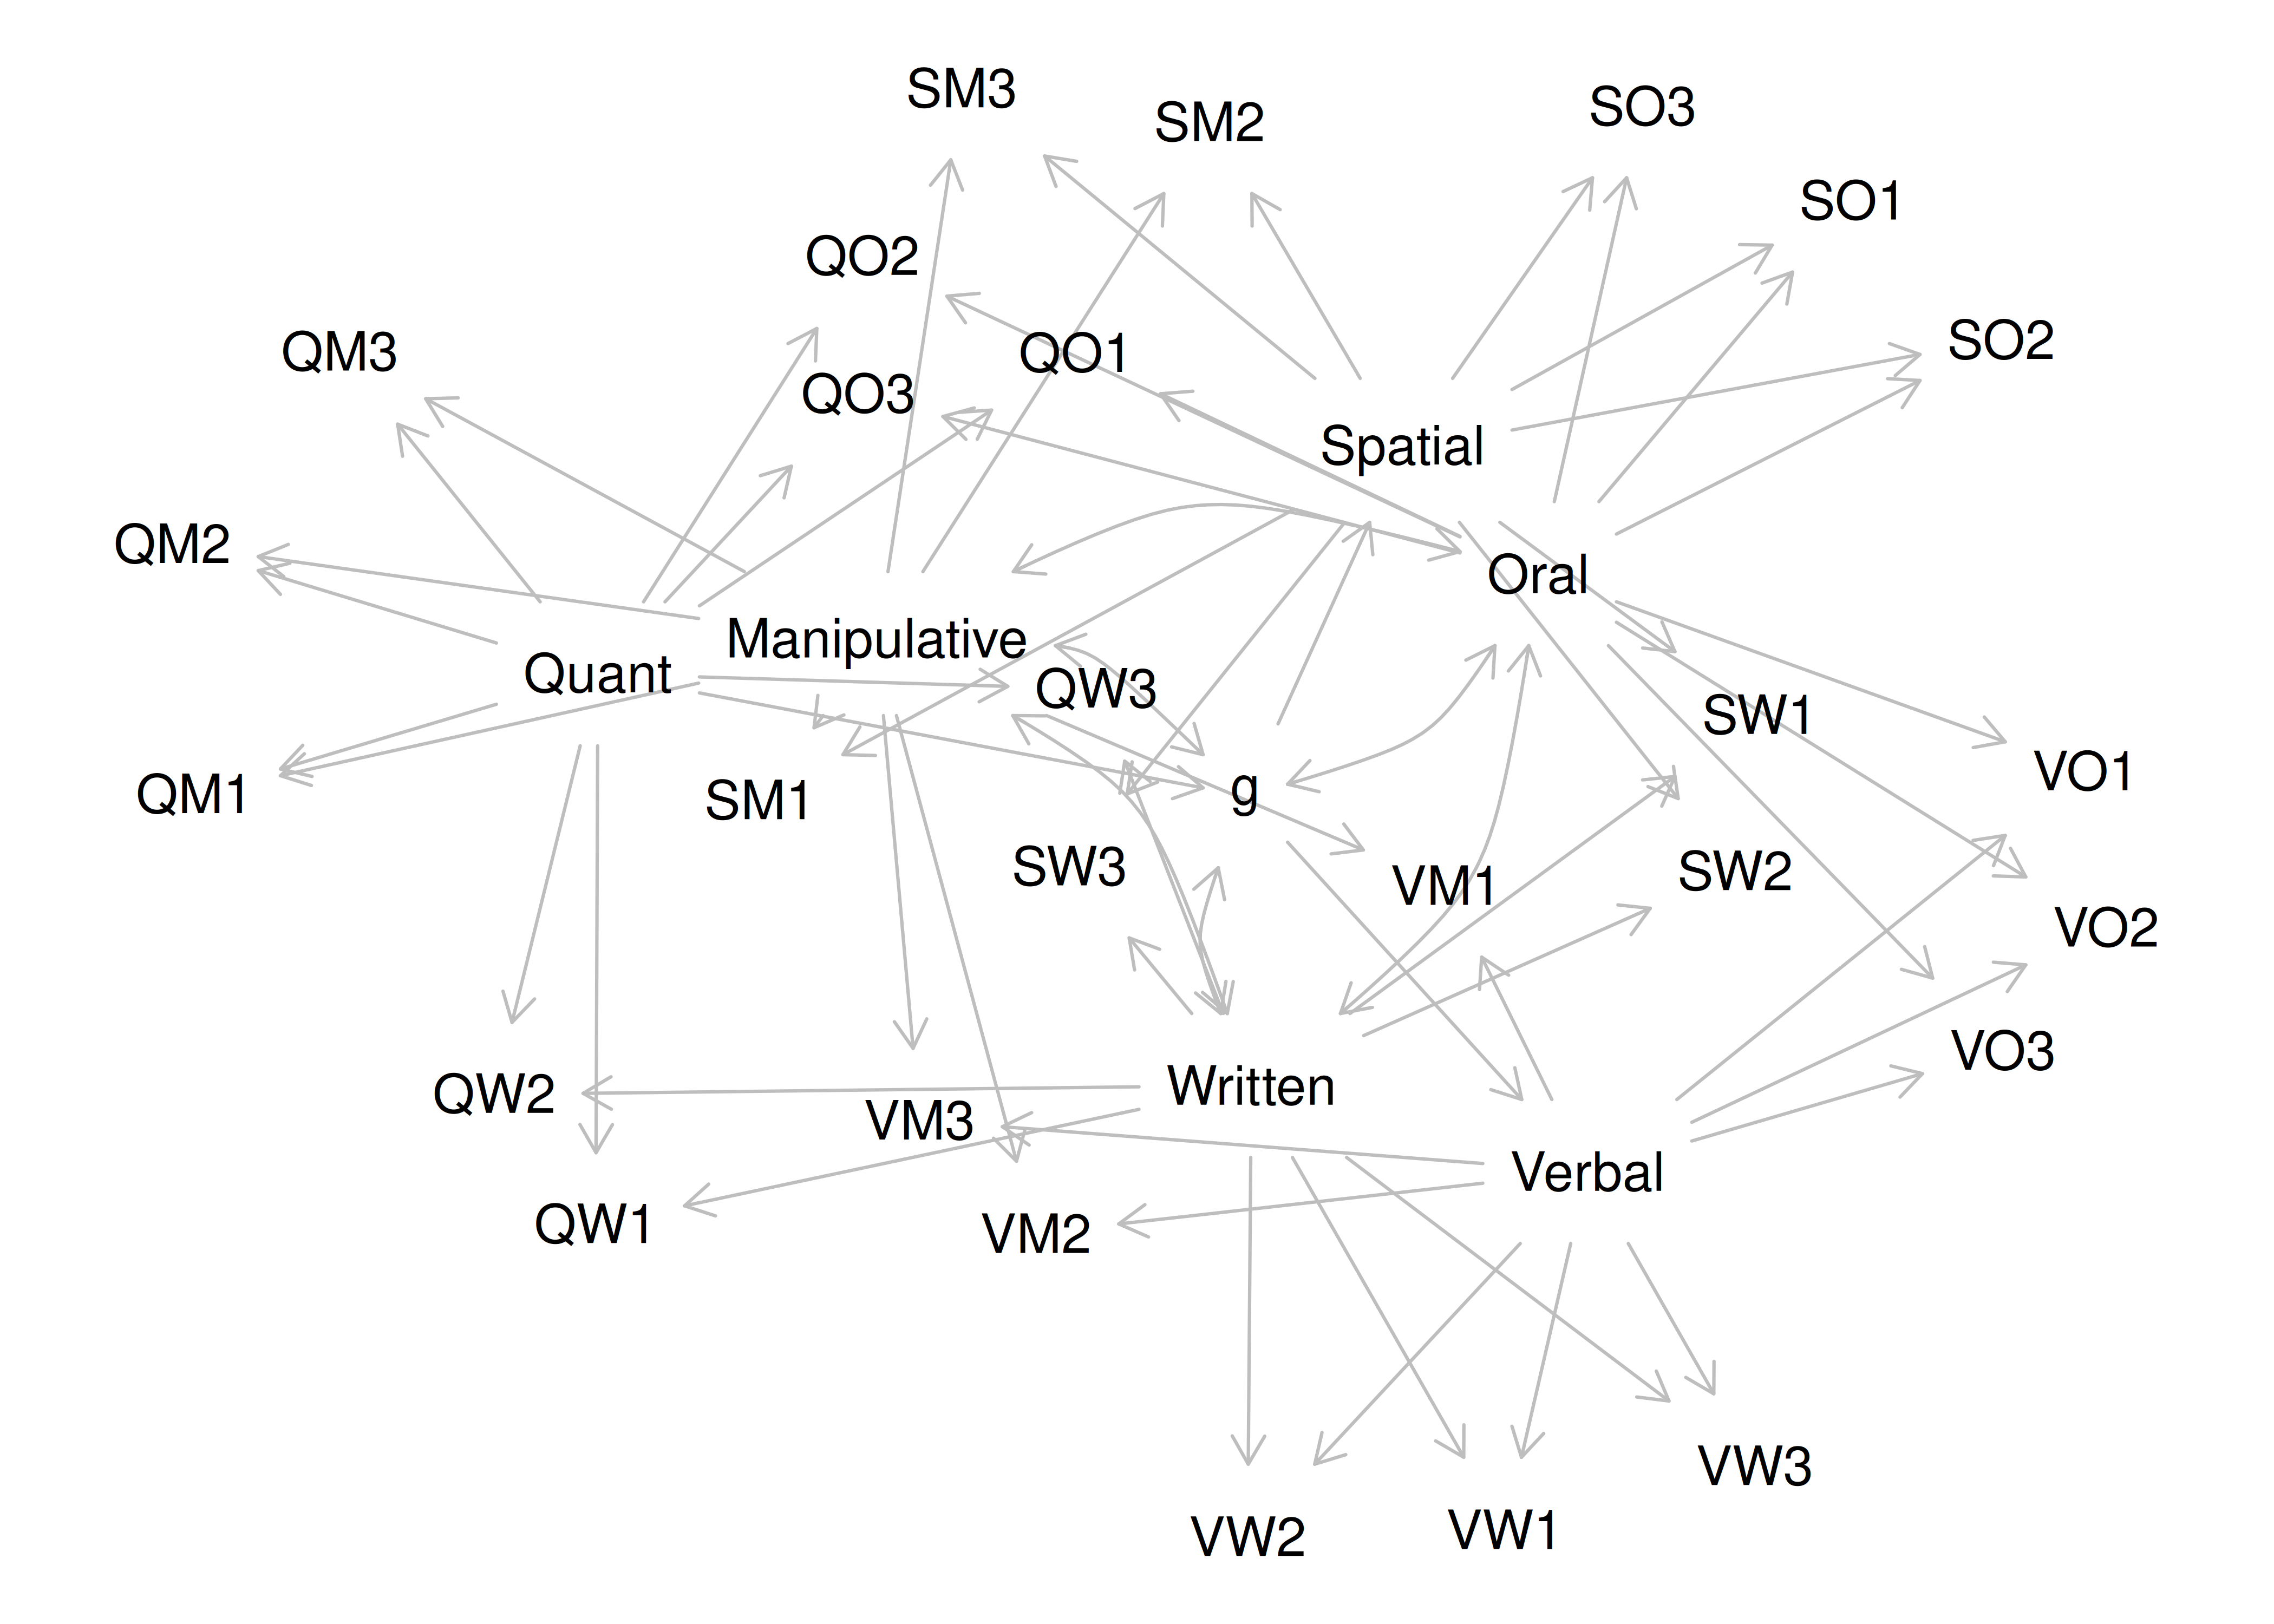 SM3
SM2
SO3
SO1
QO2
QM3
QO1
SO2
QO3
Spatial
QM2
Oral
Manipulative
Quant
QW3
SW1
VO1
QM1
SM1
g
SW3
VM1
SW2
VO2
VO3
QW2
Written
VM3
Verbal
QW1
VM2
VW3
VW2
VW1